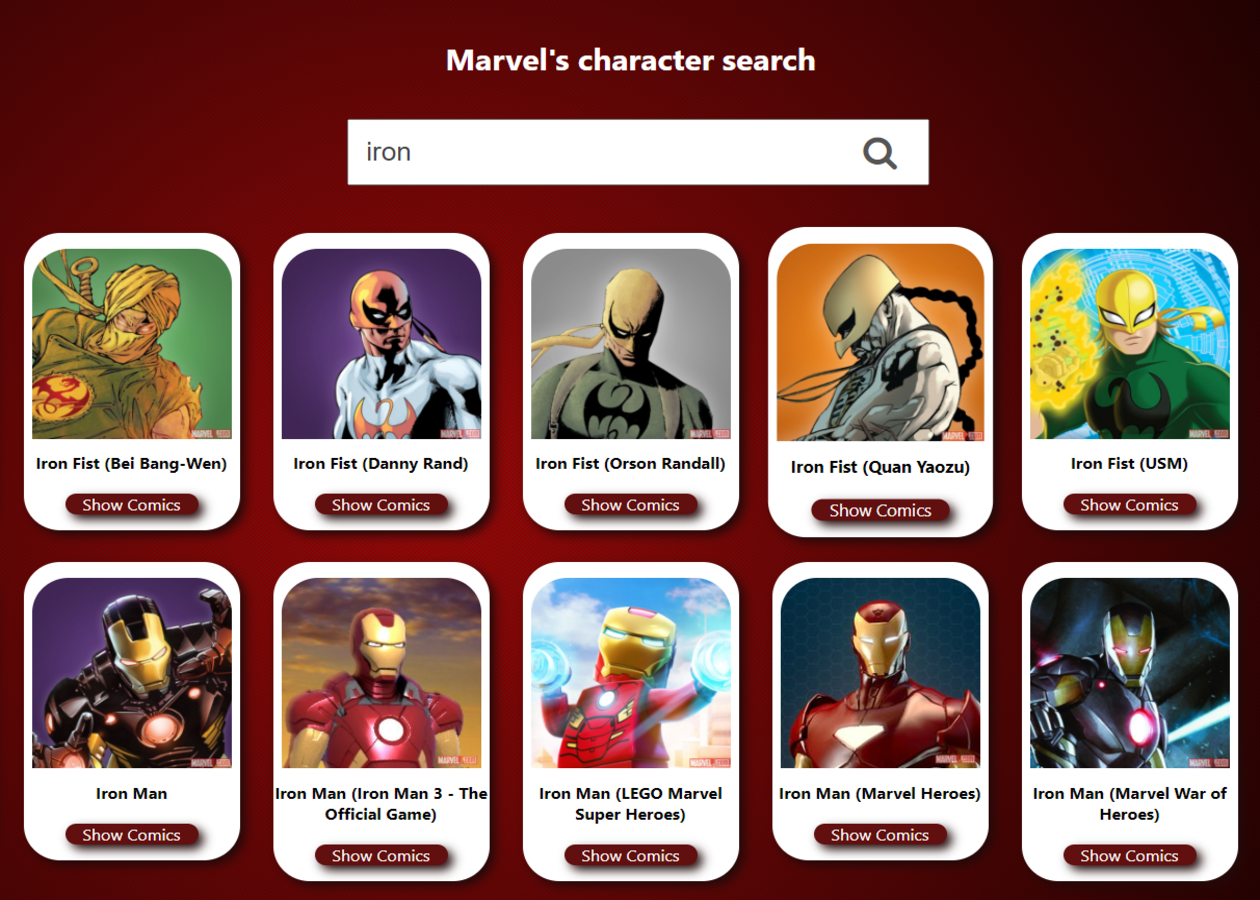 Marvel's character search
iron
Iron Fist (Bei Bang-Wen)
Show Comics
Iron Fist (Danny Rand)
Show Comics
Iron Fist (Orson Randall)
Show Comics
Iron Fist (Quan Yaozu)
Show Comics
Iron Fist (USM)
Show Comics
Iron Man
Show Comics
Iron Man (Iron Man 3 - The
Official Game)
Show Comics
Iron Man (LEGO Marvel
Super Heroes)
Show Comics
Iron Man (Marvel Heroes)
Show Comics
Iron Man (Marvel War of
Heroes)
Show Comics